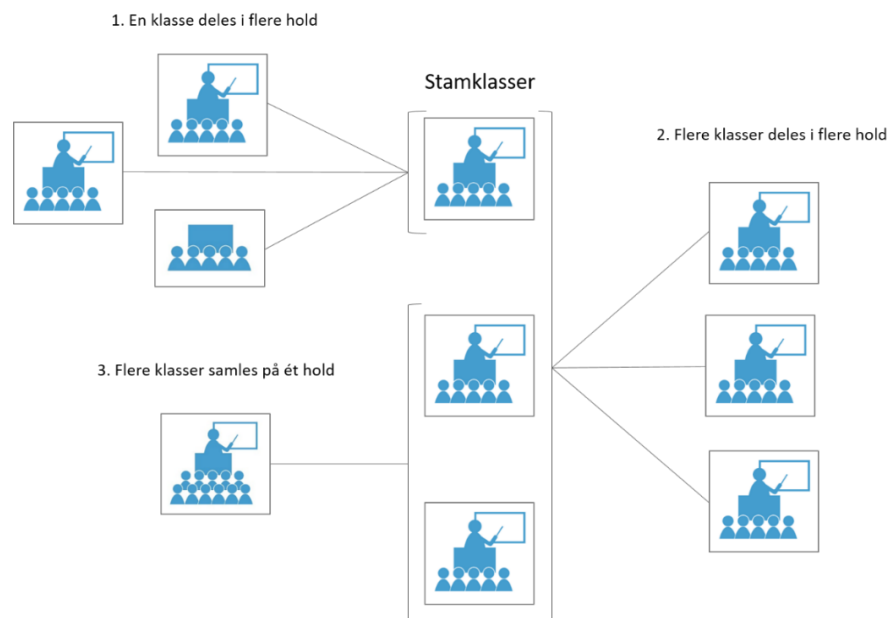 1. En klasse deles i flere hold
Stamklasser
2. Flere klasser deles i flere hold
3. Flere klasser samles på ét hold